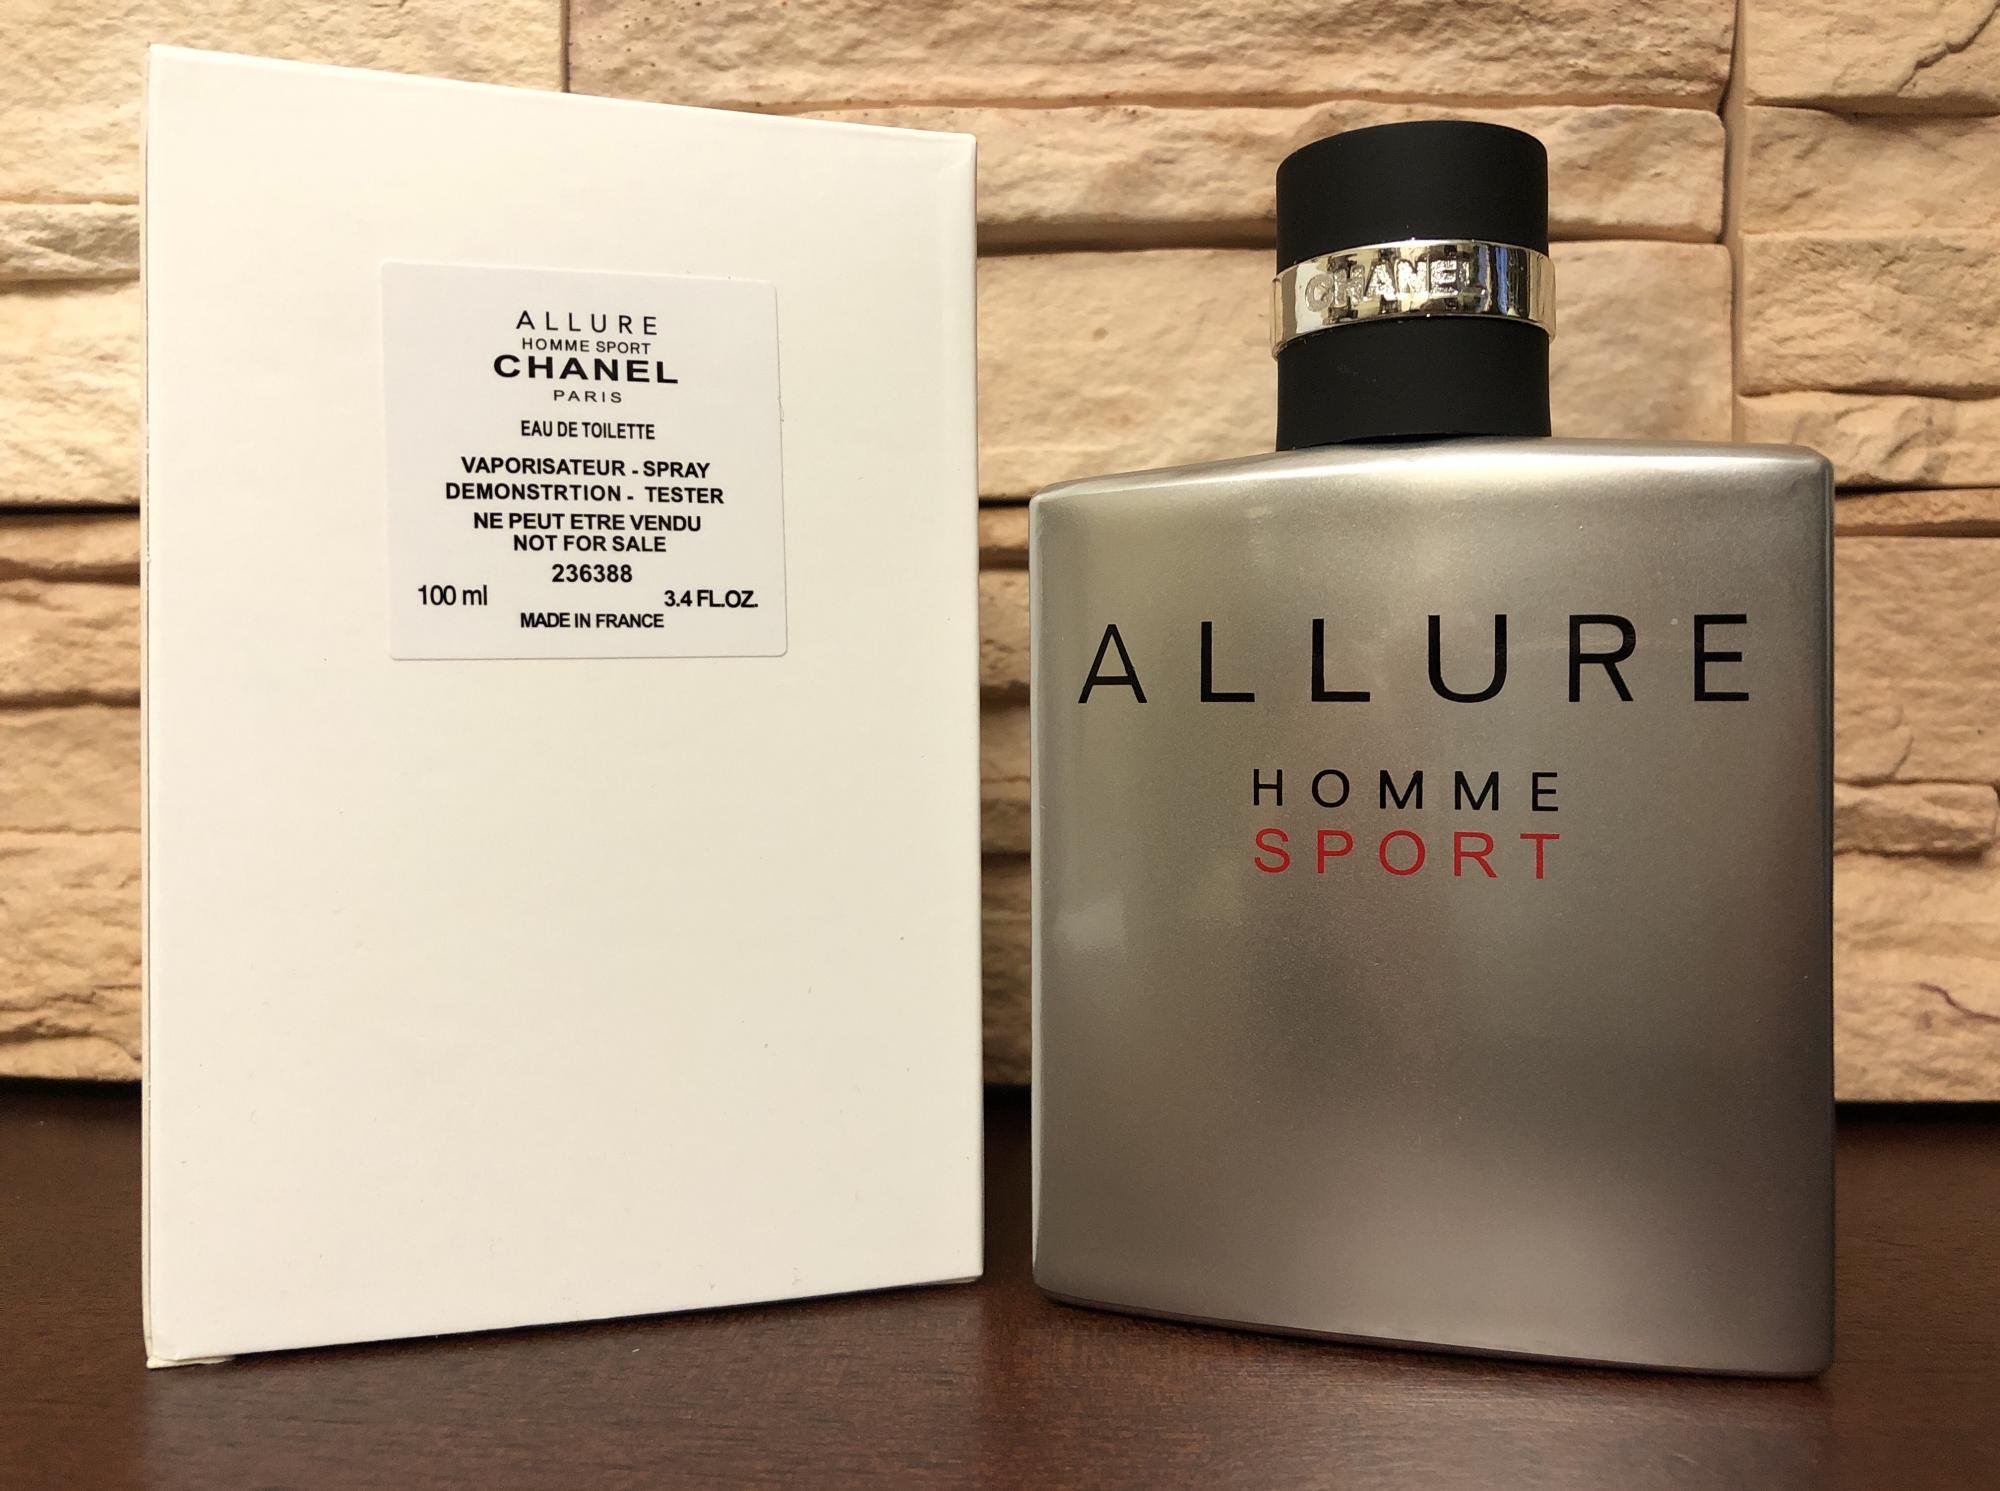 ALLURE
HOMME SPORT
CHANEL
PARIS
EAU DE TOILETTE
VAPORISATEUR - SPRAY
DEMONSTRTION - TESTER
NE PEUT ETRE VENDU
NOT FOR SALE
236388
100 ml 3.4 FL.OZ.
MADE IN FRANCE
CHANEL
ALLURE
HOMME
SPORT